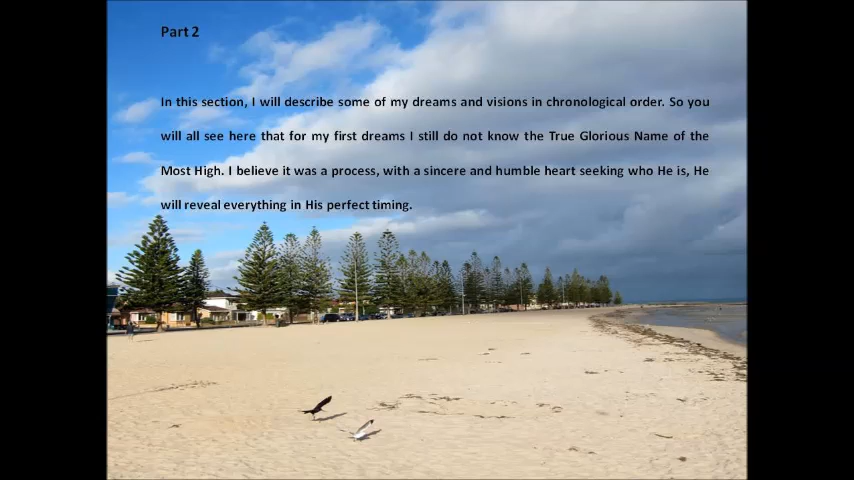 Part 2
In this section, I will describe some of my dreams and visions in chronological order. So you
will all see here that for my first dreams I still do not know the True Glorious Name of the
Most High. I believe it was a process, with a sincere and humble heart seeking who He is, He
will reveal everything in His perfect timing.